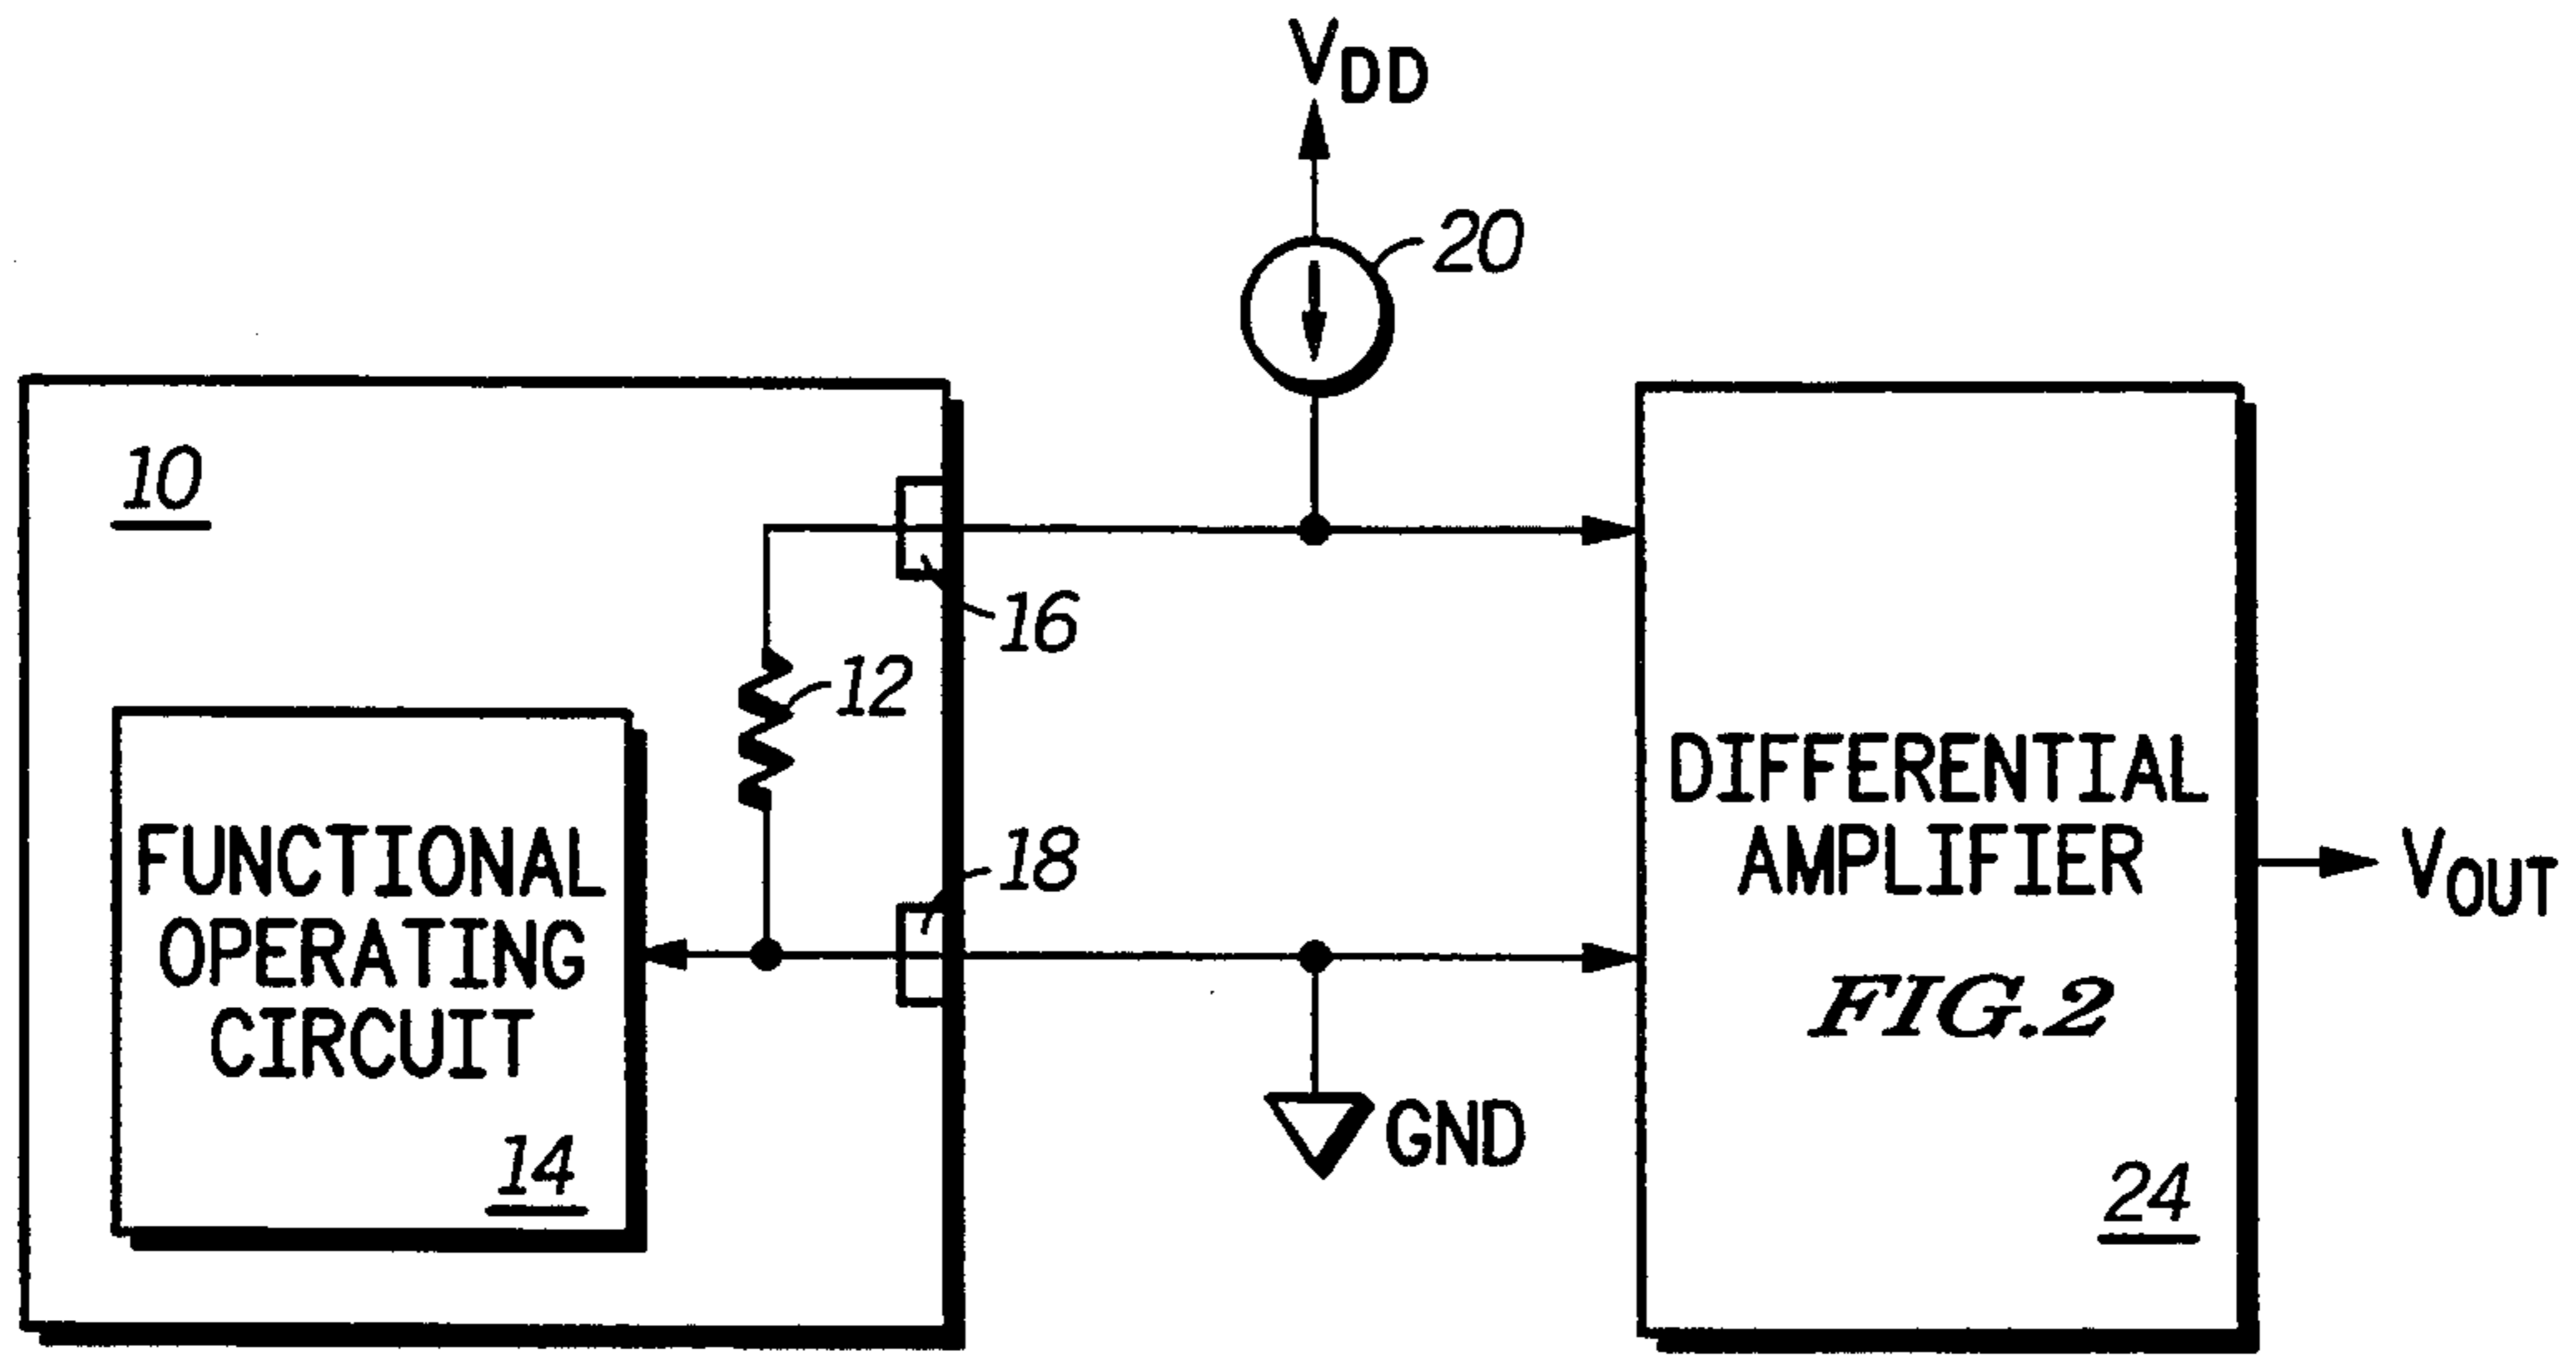 VDD
20
10
16
12
18
FUNCTIONAL
OPERATING
CIRCUIT
14
GND
DIFFERENTIAL
AMPLIFIER
FIG.2
24
VOUT